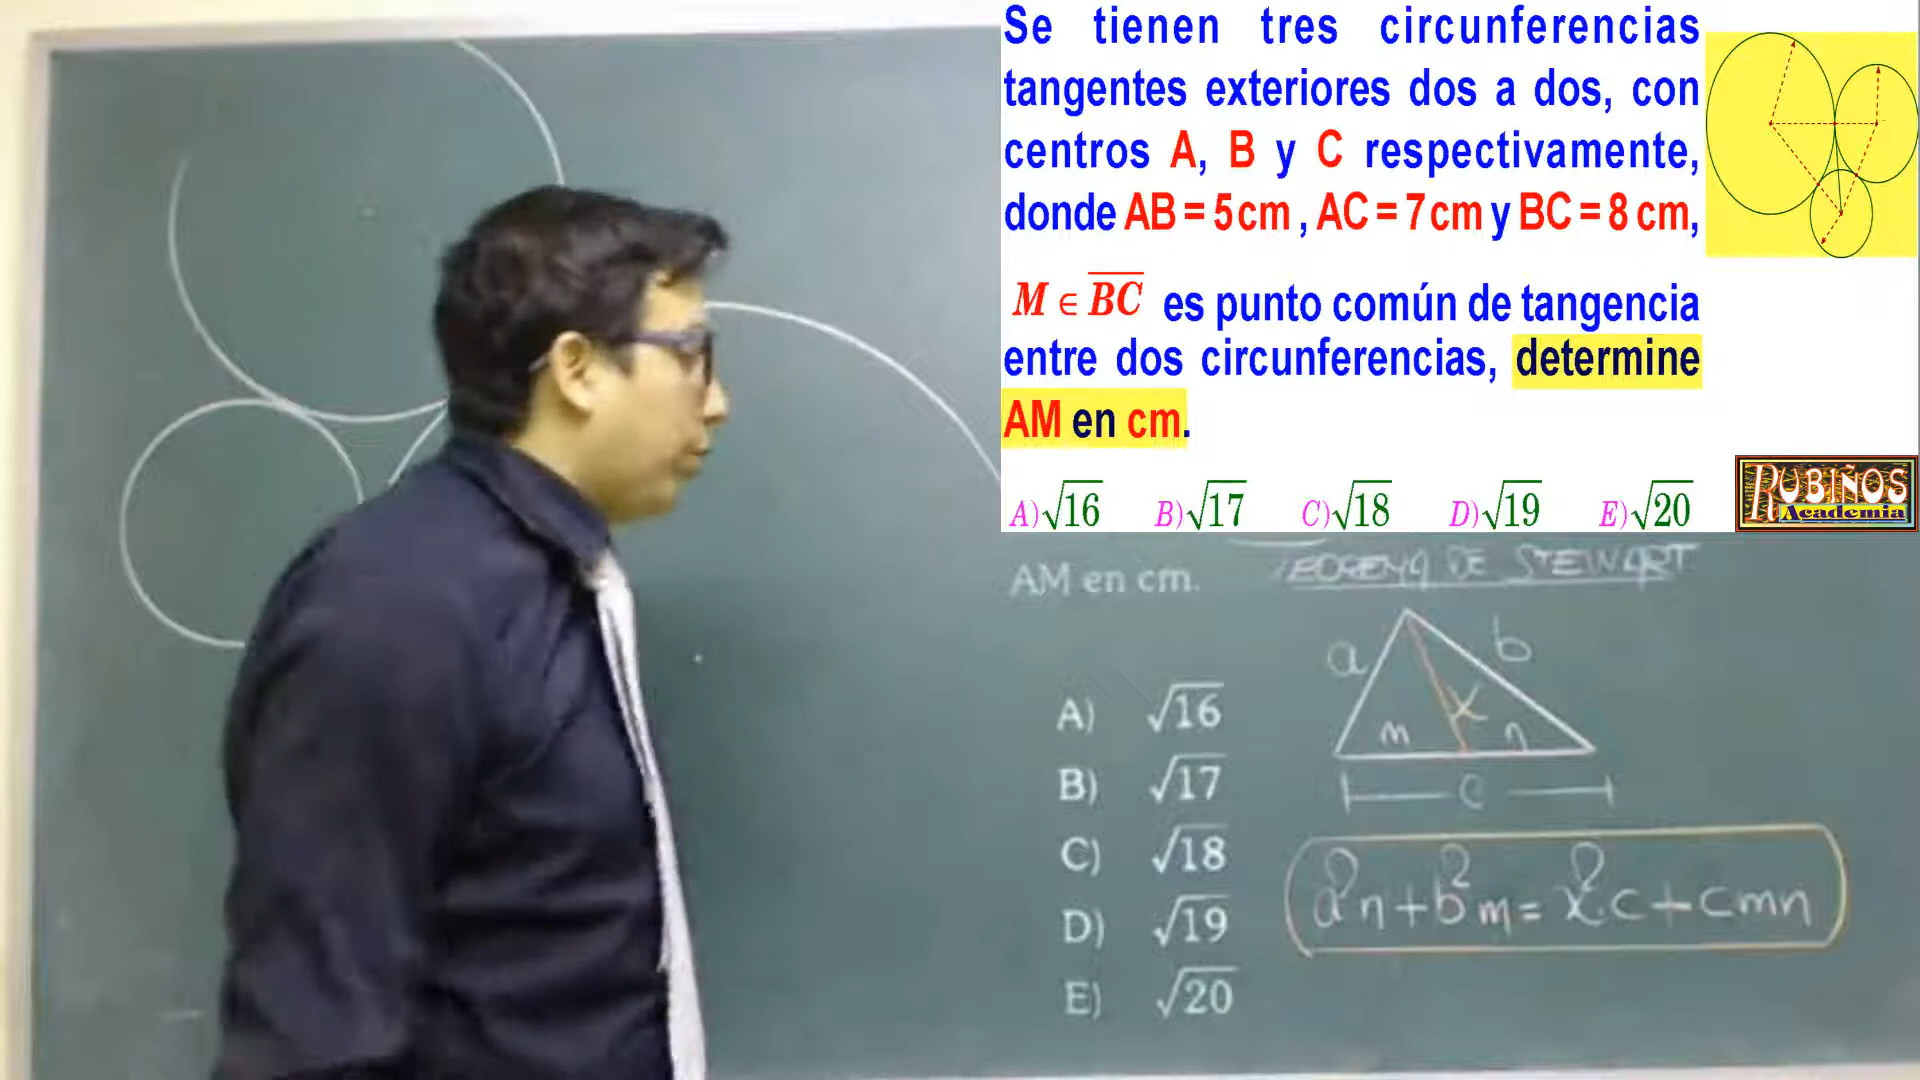 Se tienen tres circunferencias
tangentes exteriores dos a dos, con
centros A, B y C respectivamente,
donde AB = 5 cm , AC = 7 cm y BC = 8 cm,
M ∈ \overline{BC} es punto común de tangencia
entre dos circunferencias, determine
AM en cm.
A) √16 B) √17 C) √18 D) √19 E) √20
RUBIÑOS
Academia
AM en cm.
TEOREMA DE STEWART
a b
x
m n
c
A) √16
B) √17
C) √18
D) √19
E) √20
a²n + b²m = x²c + cmn